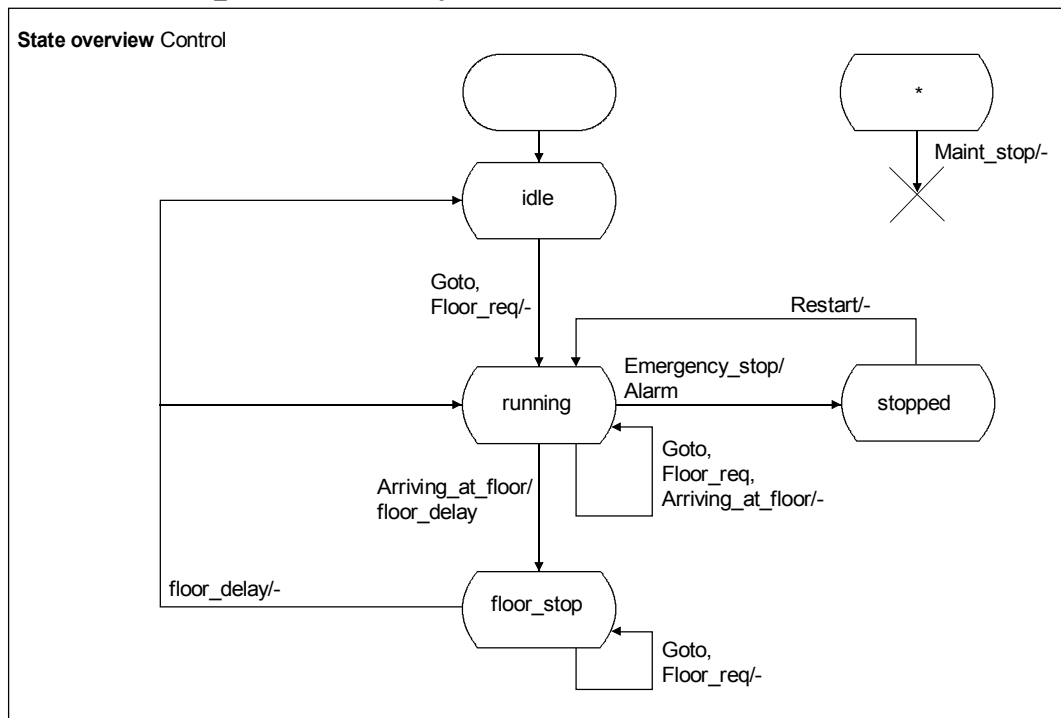 State overview Control
*
Maint_stop/-
idle
Goto,
Floor_req/-
Restart/-
running
Emergency_stop/
Alarm
stopped
Goto,
Floor_req,
Arriving_at_floor/-
Arriving_at_floor/
floor_delay
floor_delay/-
floor_stop
Goto,
Floor_req/-